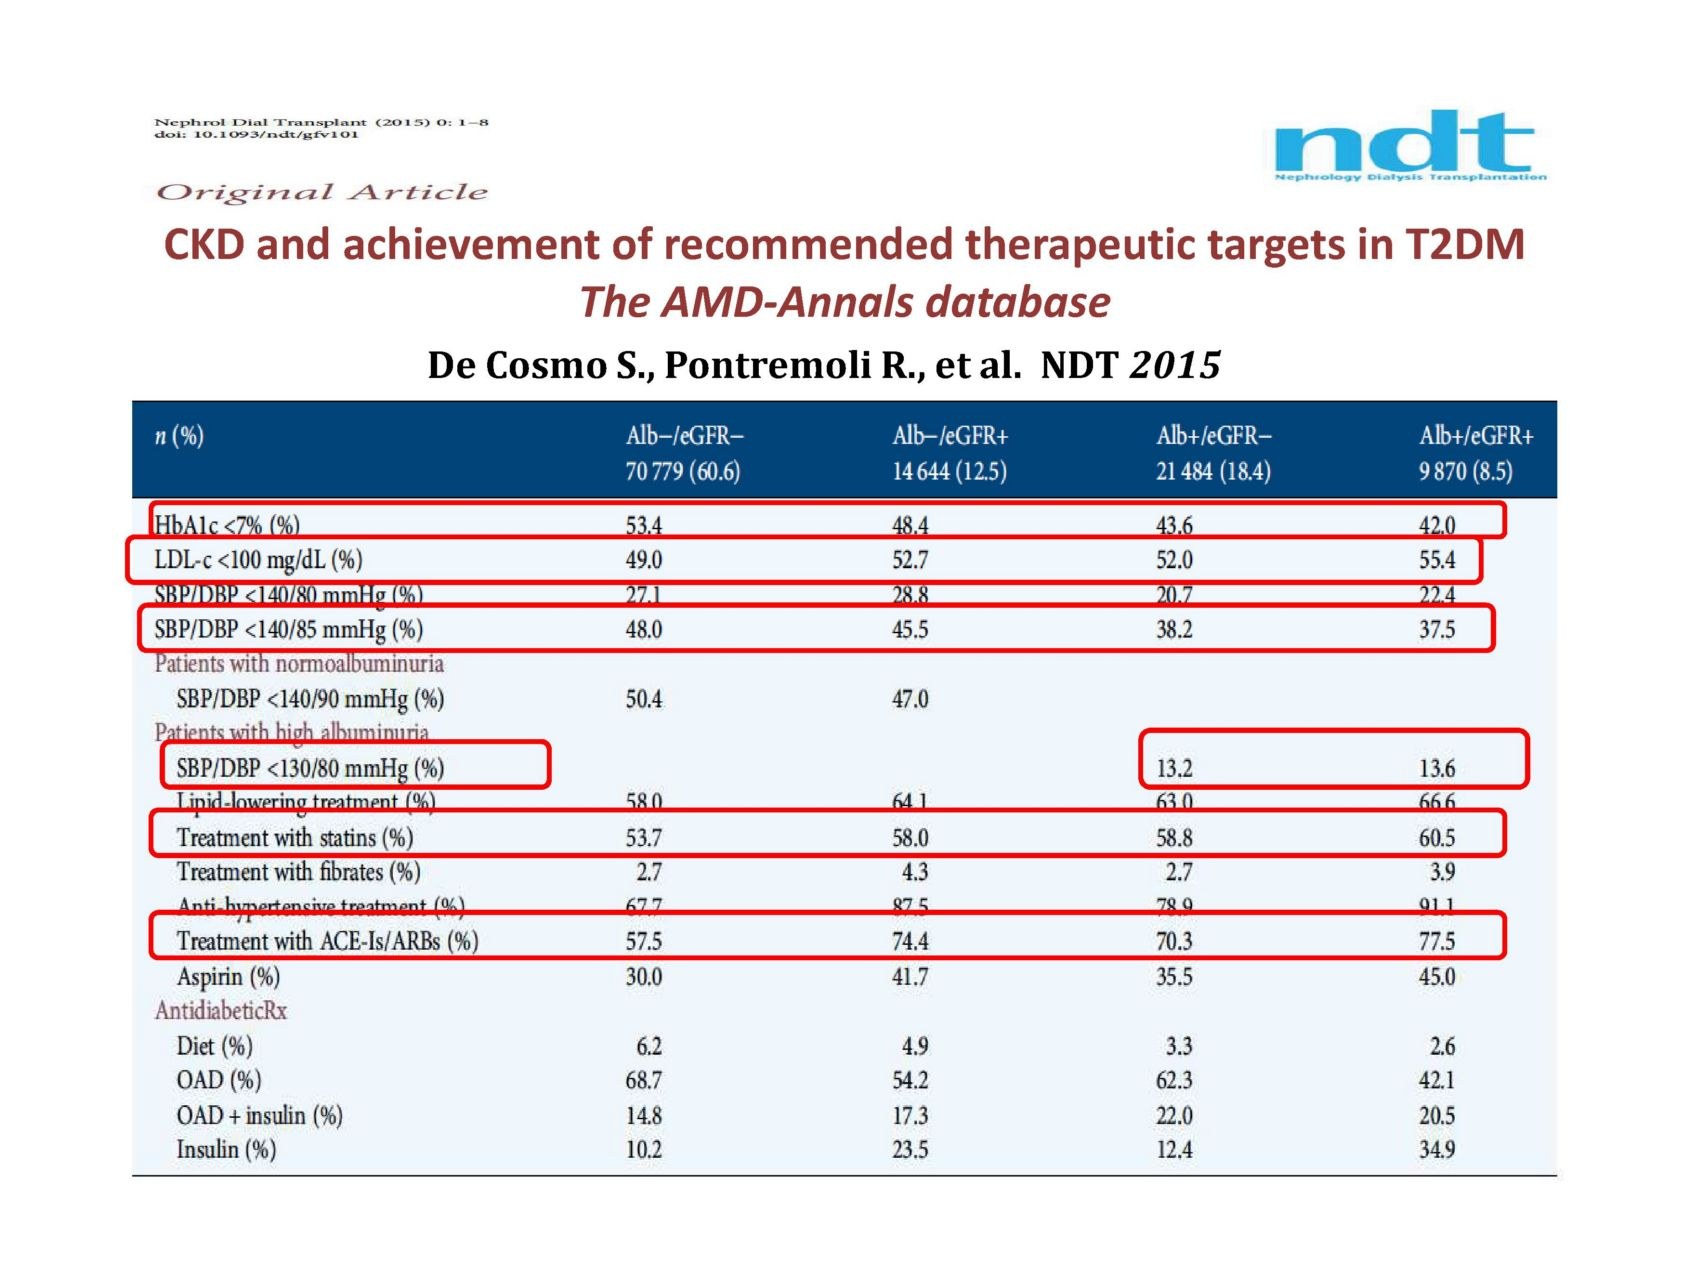 Nephrol Dial Transplant (2015) 0: 1–8
doi: 10.1093/ndt/gfv101
ndt
Nephrology Dialysis Transplantation
Original Article
CKD and achievement of recommended therapeutic targets in T2DM
The AMD-Annals database
De Cosmo S., Pontremoli R., et al. NDT 2015
n (%) Alb−/eGFR− Alb−/eGFR+ Alb+/eGFR− Alb+/eGFR+
70 779 (60.6) 14 644 (12.5) 21 484 (18.4) 9 870 (8.5)
HbA1c <7% (%) 53.4 48.4 43.6 42.0
LDL-c <100 mg/dL (%) 49.0 52.7 52.0 55.4
SBP/DBP <140/80 mmHg (%) 27.1 28.8 20.7 22.4
SBP/DBP <140/85 mmHg (%) 48.0 45.5 38.2 37.5
Patients with normoalbuminuria
SBP/DBP <140/90 mmHg (%) 50.4 47.0
Patients with high albuminuria
SBP/DBP <130/80 mmHg (%) 13.2 13.6
Lipid-lowering treatment (%) 58.0 64.1 63.0 66.6
Treatment with statins (%) 53.7 58.0 58.8 60.5
Treatment with fibrates (%) 2.7 4.3 2.7 3.9
Anti-hypertensive treatment (%) 67.7 87.5 78.9 91.1
Treatment with ACE-Is/ARBs (%) 57.5 74.4 70.3 77.5
Aspirin (%) 30.0 41.7 35.5 45.0
AntidiabeticRx
Diet (%) 6.2 4.9 3.3 2.6
OAD (%) 68.7 54.2 62.3 42.1
OAD + insulin (%) 14.8 17.3 22.0 20.5
Insulin (%) 10.2 23.5 12.4 34.9